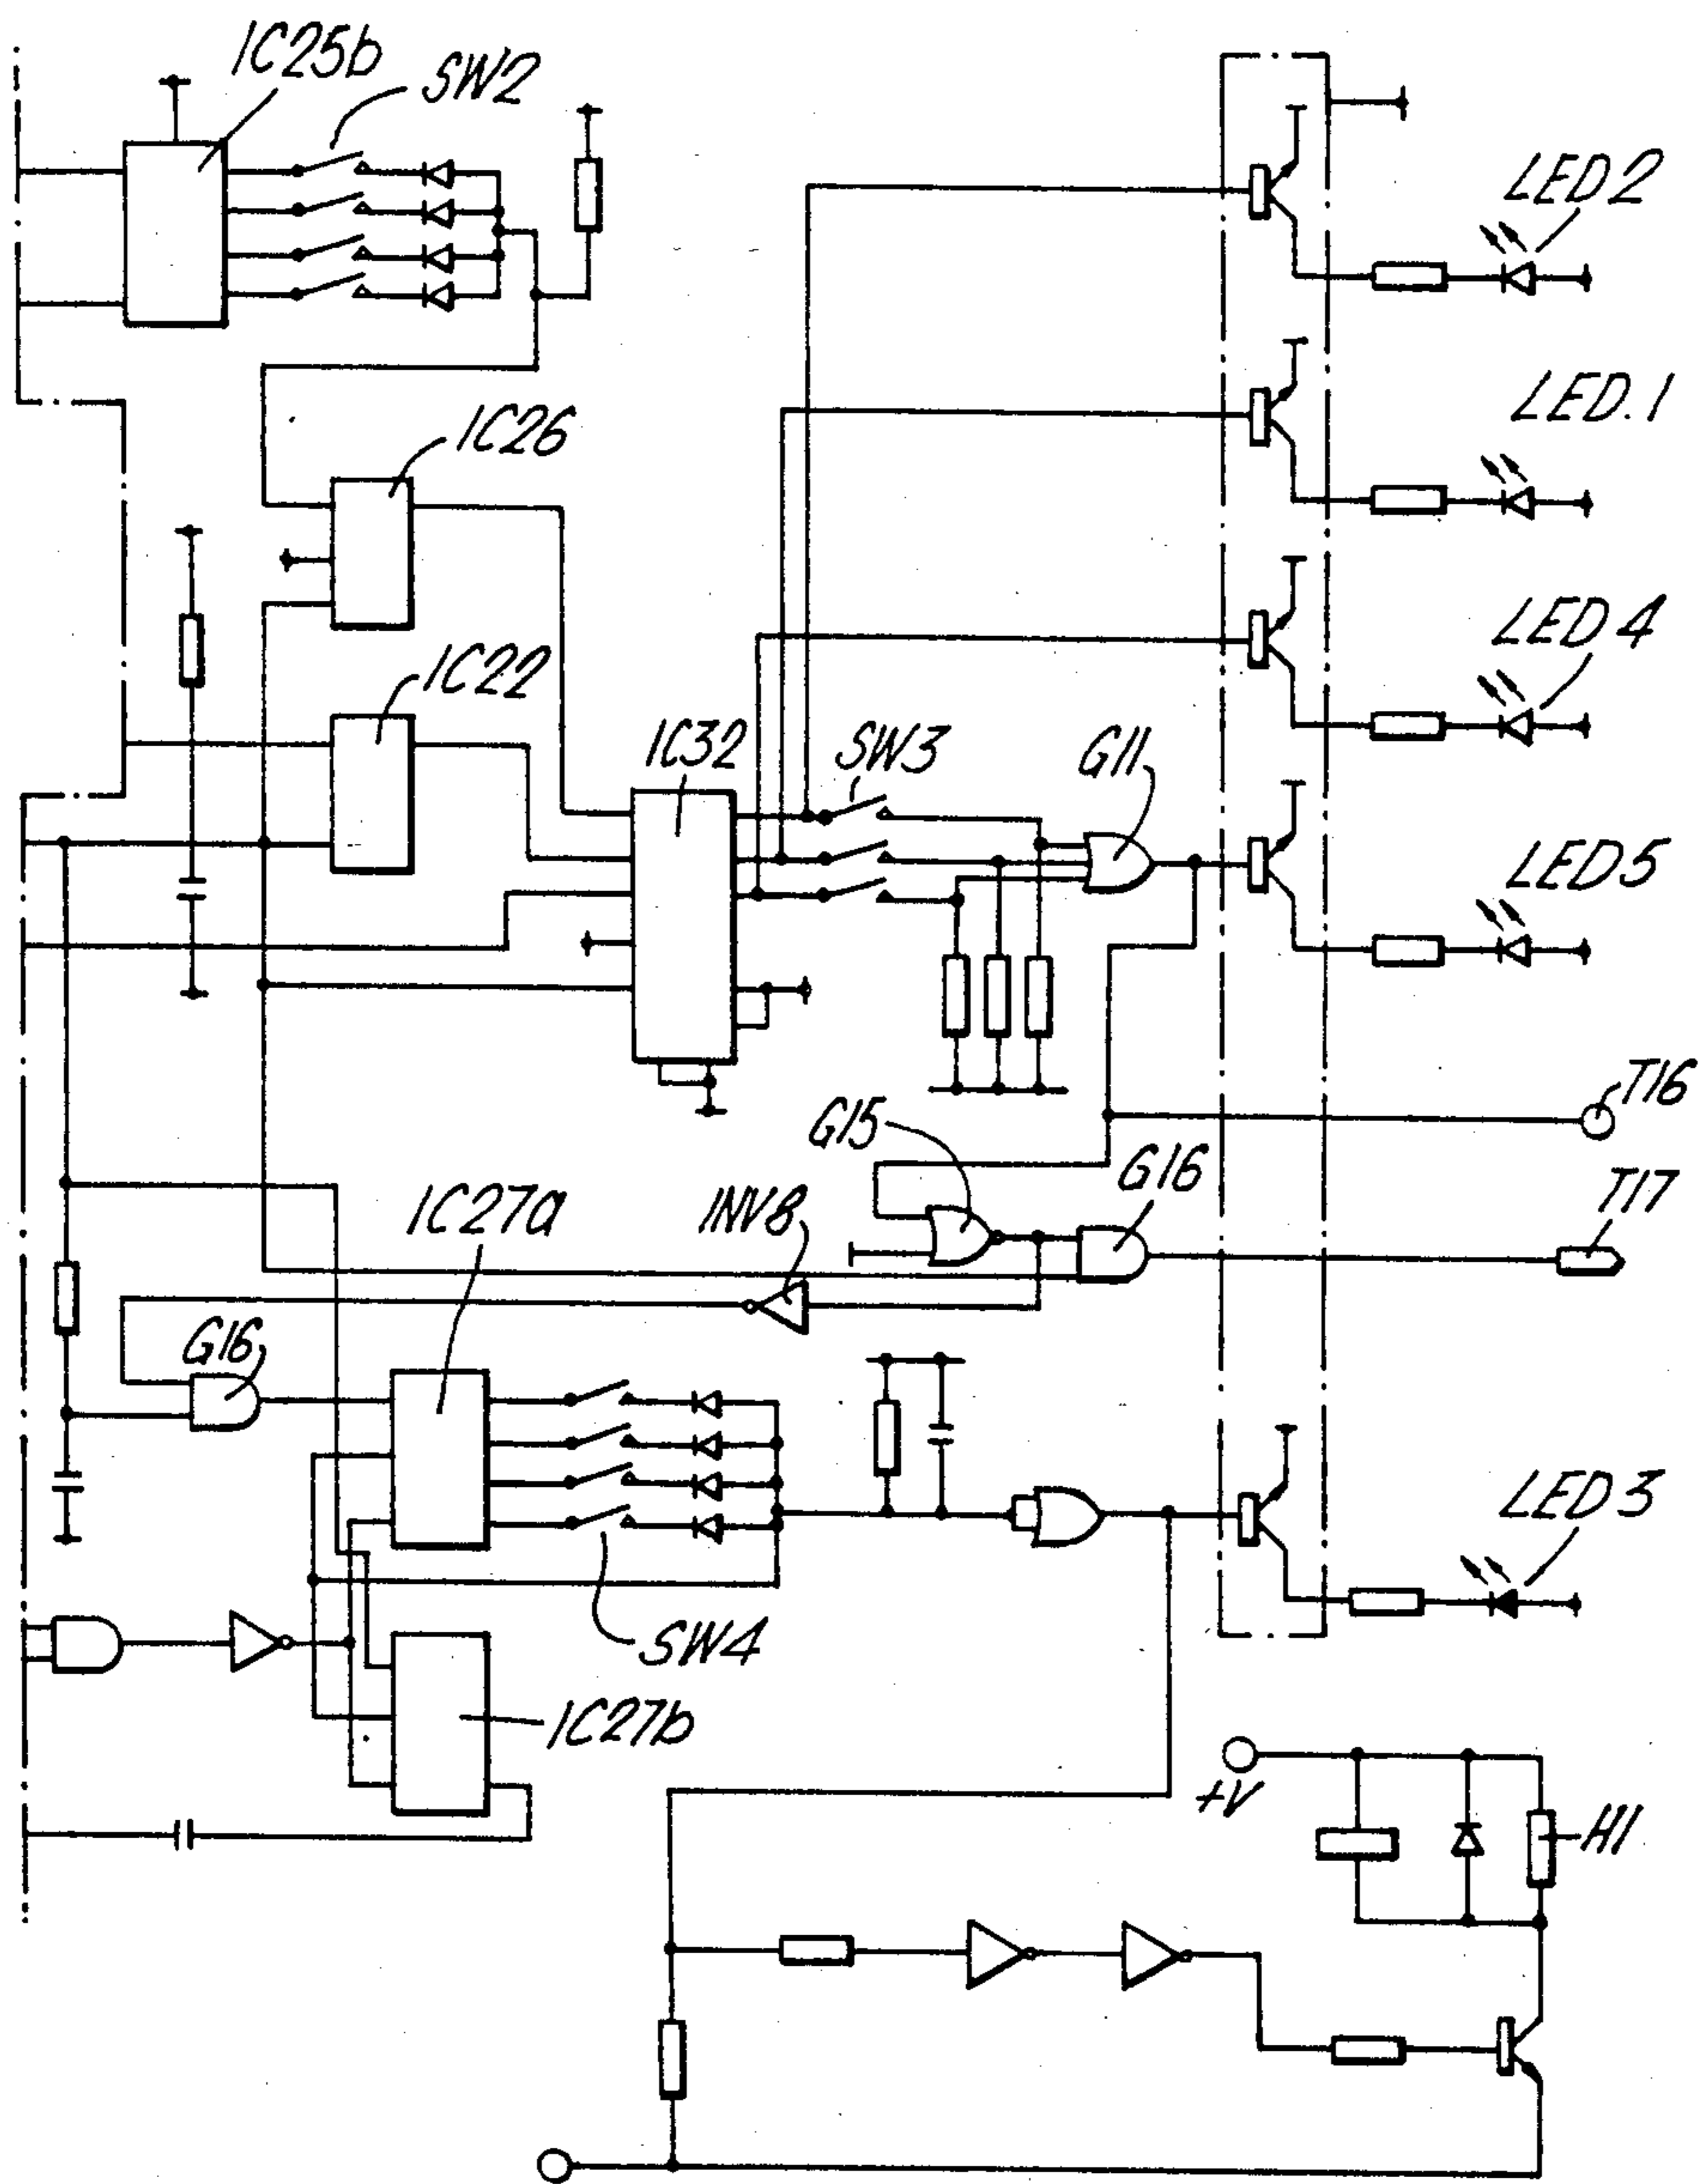 IC25b
SW2
LED2
LED.1
IC26
LED4
IC22
IC32
SW3
G11
LED5
T16
G15
G16
T17
IC27a
INV8
G16
LED3
SW4
IC27b
+V
H1